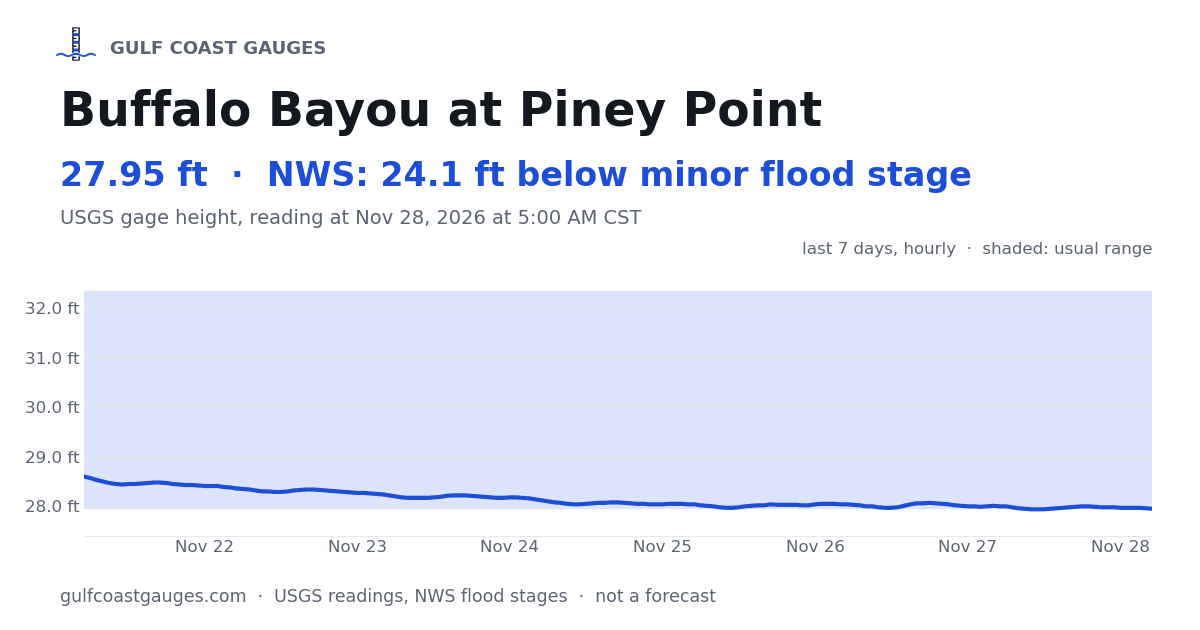 GULF COAST GAUGES
Buffalo Bayou at Piney Point
27.95 ft · NWS: 24.1 ft below minor flood stage
USGS gage height, reading at Nov 28, 2026 at 5:00 AM CST
last 7 days, hourly · shaded: usual range
32.0 ft
31.0 ft
30.0 ft
29.0 ft
28.0 ft
Nov 22 Nov 23 Nov 24 Nov 25 Nov 26 Nov 27 Nov 28
gulfcoastgauges.com · USGS readings, NWS flood stages · not a forecast